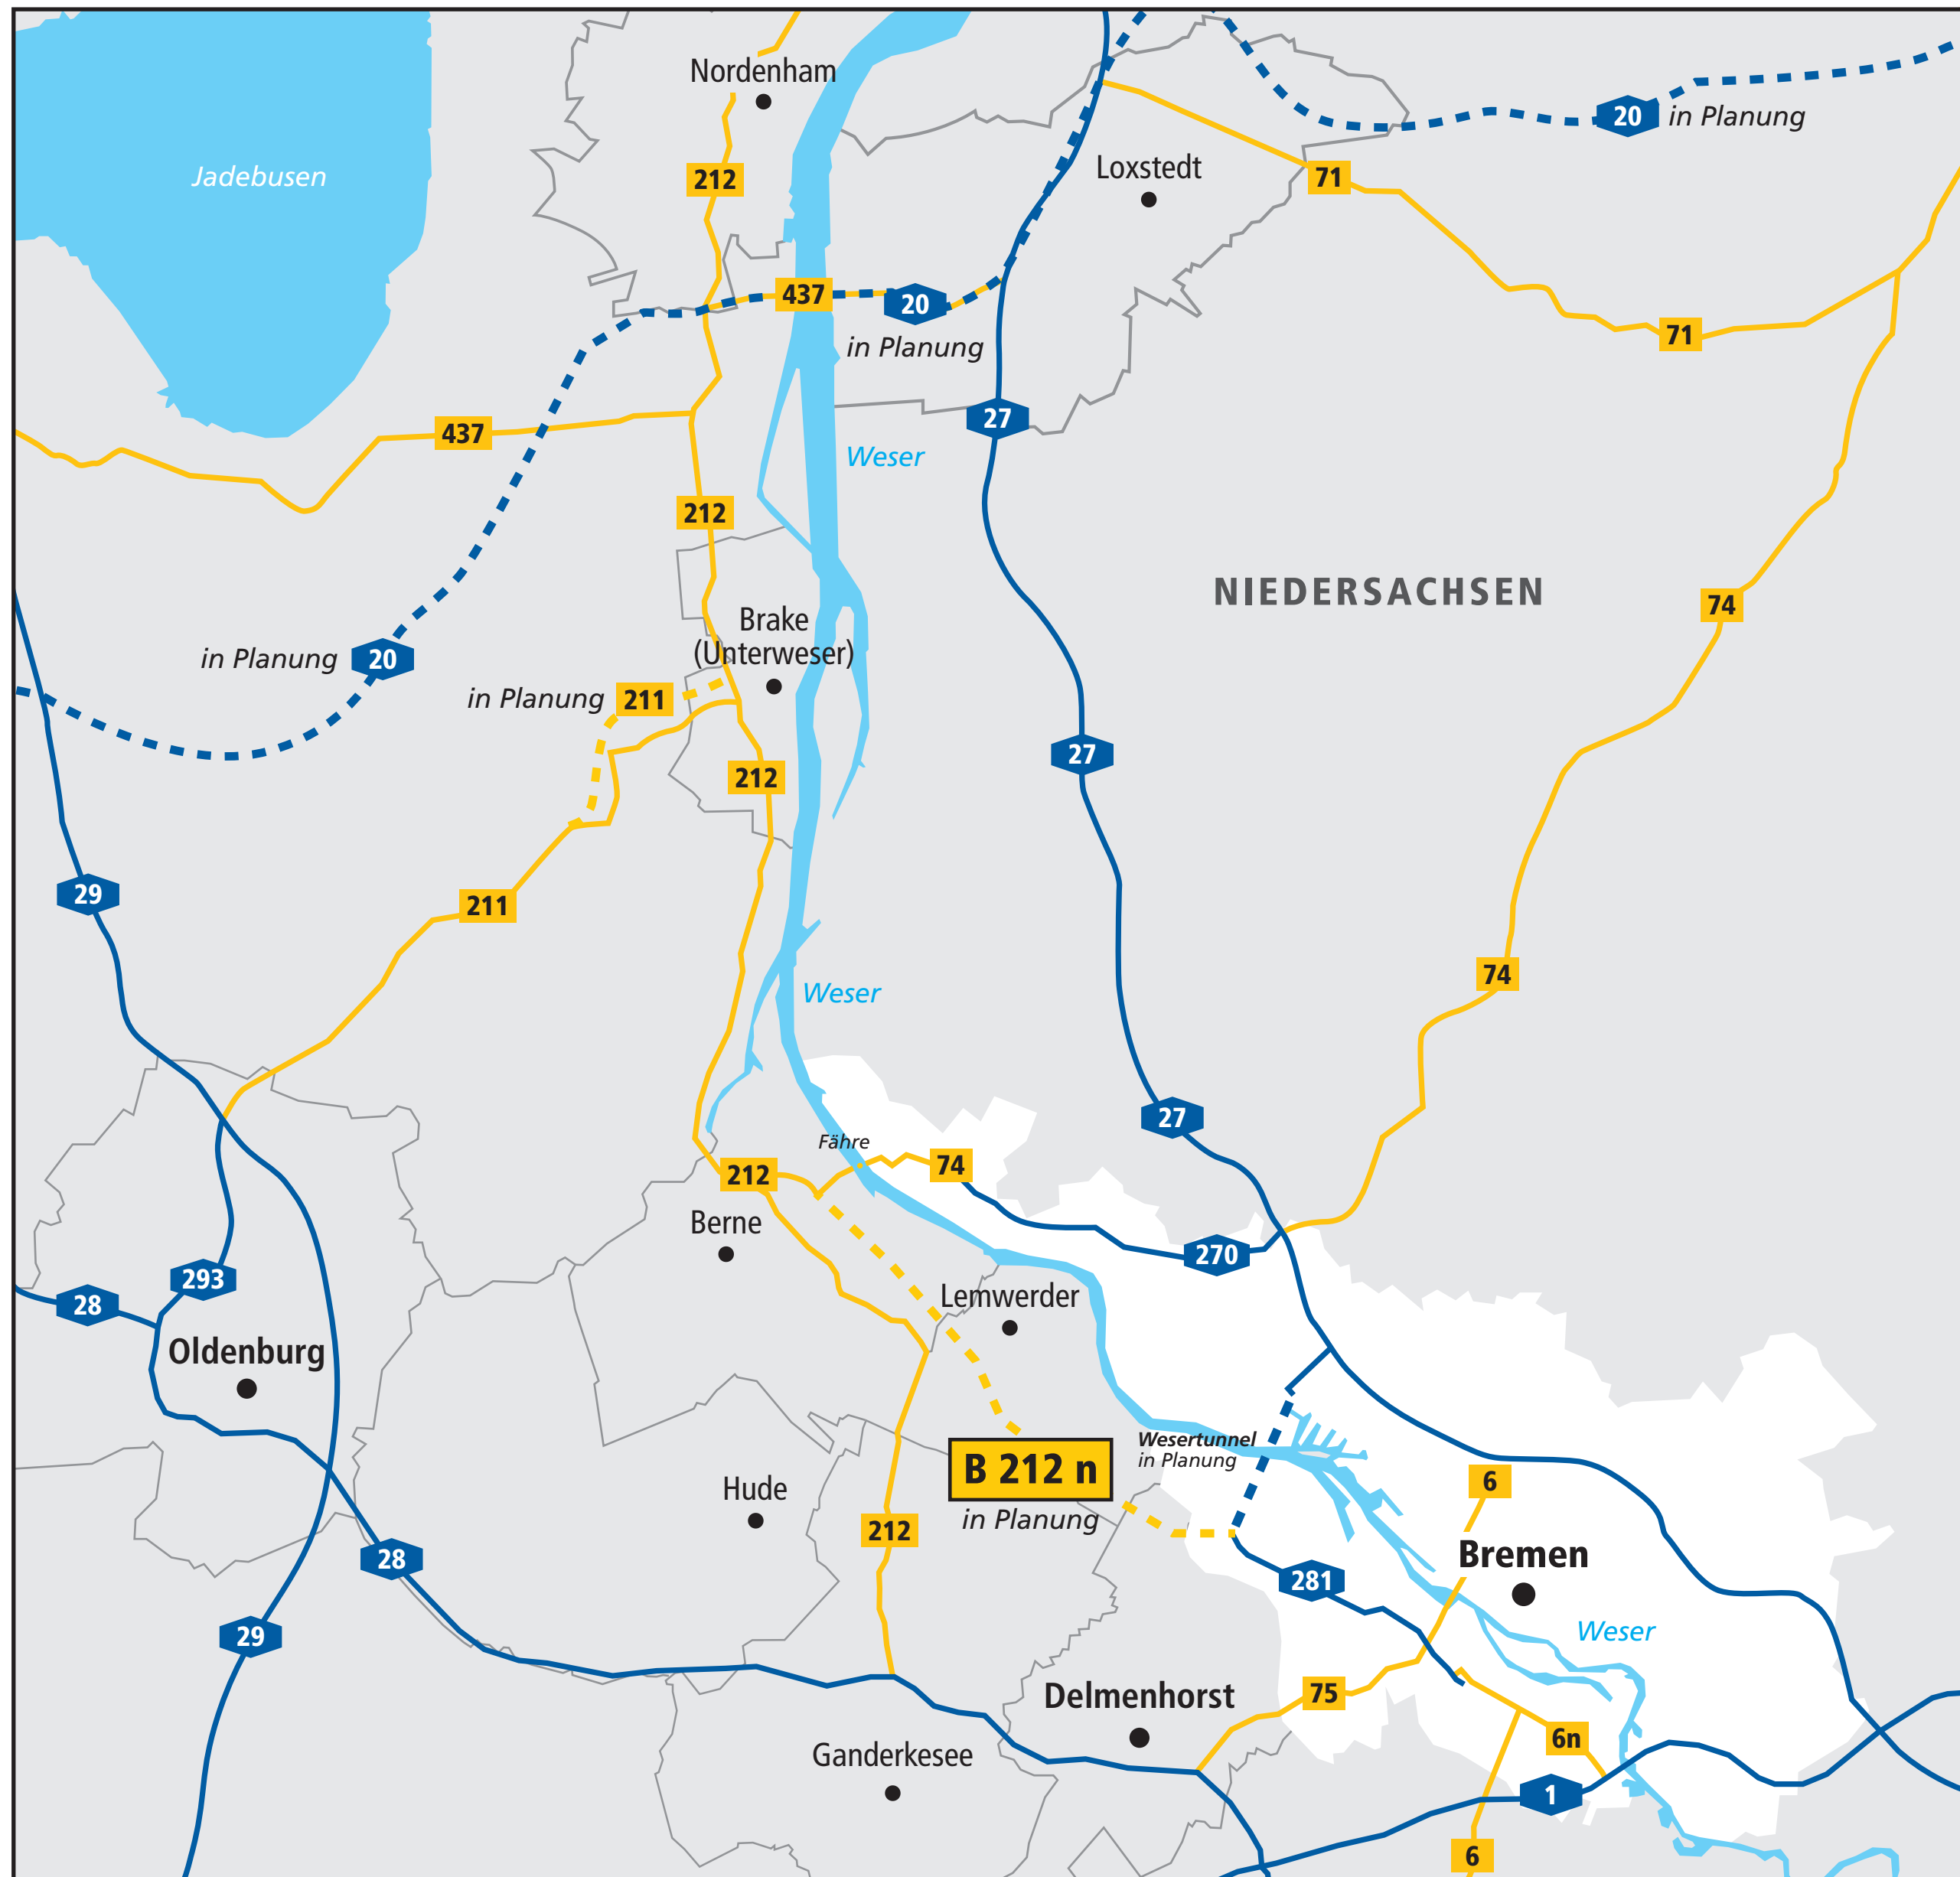 Nordenham
20
in Planung
Jadebusen
212
Loxstedt
71
437
20
in Planung
71
27
437
Weser
212
NIEDERSACHSEN
74
Brake
(Unterweser)
in Planung
20
in Planung
211
27
212
29
211
74
Weser
27
Fähre
74
212
Berne
270
293
28
Lemwerder
Oldenburg
Wesertunnel
in Planung
B 212 n
in Planung
6
Hude
212
Bremen
28
281
Weser
29
Delmenhorst
75
6n
Ganderkesee
1
6